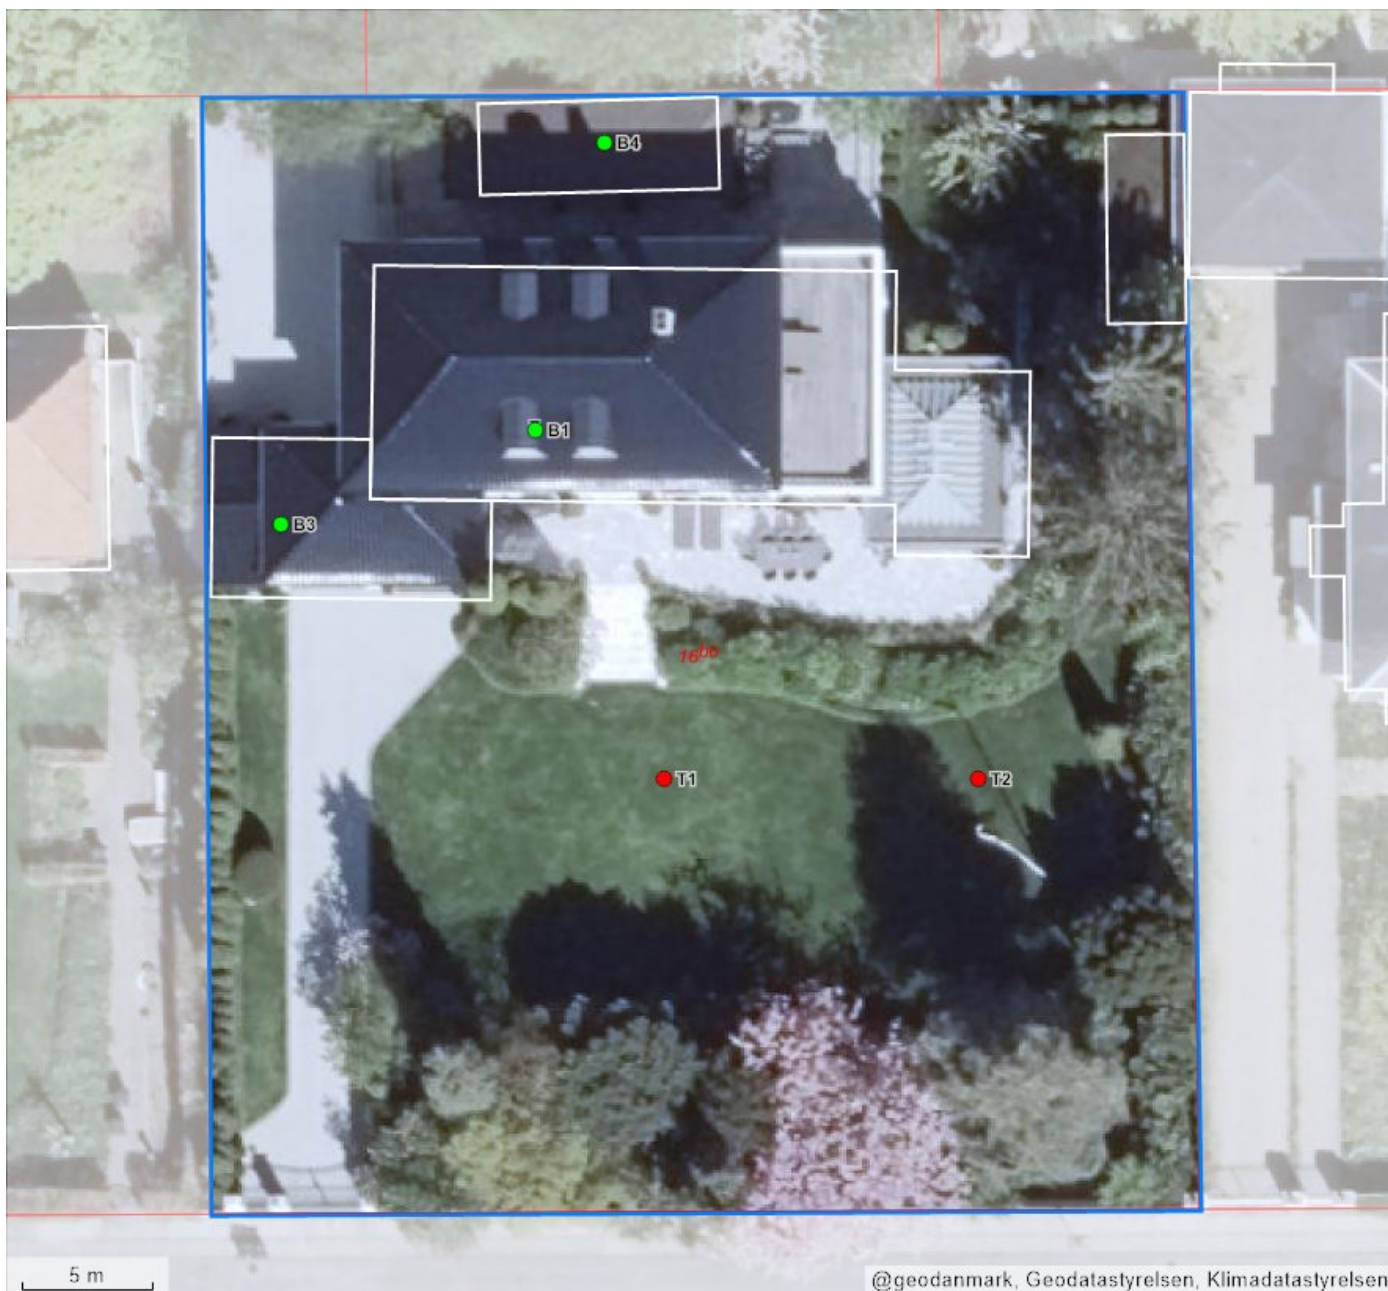 B4
B1
B3
16bb
T1
T2
5 m
@geodanmark, Geodatastyrelsen, Klimadatastyrelsen